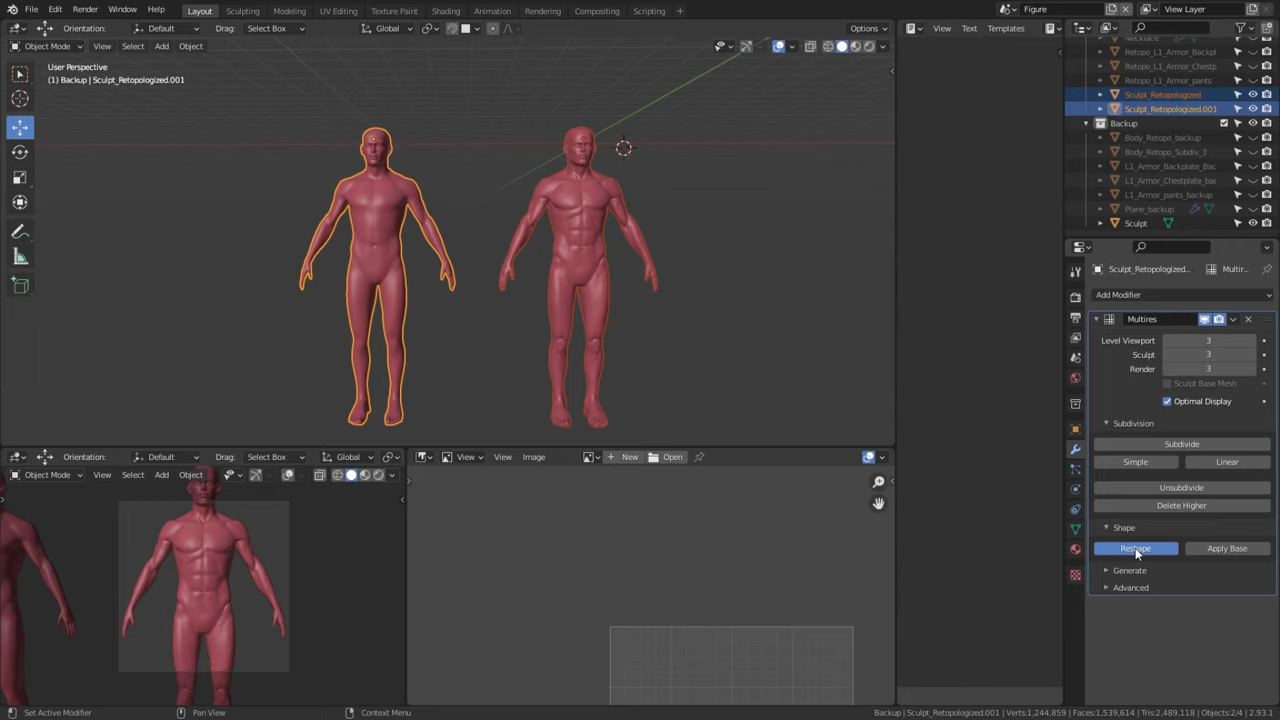 File Edit Render Window Help Layout Sculpting Modeling UV Editing Texture Paint Shading Animation Rendering Compositing Scripting Figure View Layer
Orientation: Default Drag: Select Box Global Options View Text Templates
Object Mode View Select Add Object
User Perspective
(1) Backup | Sculpt_Retopologized.001
Necklace
Retopo_L1_Armor_Backpl
Retopo_L1_Armor_Chestp
Retopo_L1_Armor_pants
Sculpt_Retopologized
Sculpt_Retopologized.001
Backup
Body_Retopo_backup
Body_Retopo_Subdiv_3
L1_Armor_Backplate_Bac
L1_Armor_Chestplate_bac
L1_Armor_pants_backup
Plane_backup
Sculpt
Sculpt_Retopologized... Multir...
Add Modifier
Multires
Level Viewport 3
Sculpt 3
Render 3
Sculpt Base Mesh
Optimal Display
Subdivision
Subdivide
Simple Linear
Unsubdivide
Delete Higher
Shape
Reshape Apply Base
Generate
Advanced
Orientation: Default Drag: Select Box Global View View Image New Open
Object Mode View Select Add Object
Set Active Modifier Pan View Context Menu Backup | Sculpt_Retopologized.001 | Verts:1,244,859 | Faces:1,539,614 | Tris:2,489,118 | Objects:2/4 | 2.93.1